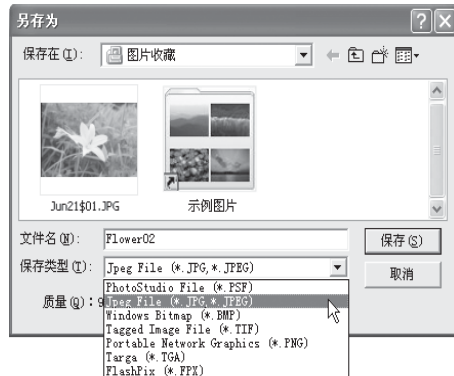 另存为
保存在(I): 图片收藏
Jun21$01.JPG 示例图片
文件名(N): Flower02 保存(S)
保存类型(T): Jpeg File (*.JPG,*.JPEG) 取消
PhotoStudio File (*.PSF)
质量(Q):9 Jpeg File (*.JPG,*.JPEG)
Windows Bitmap (*.BMP)
Tagged Image File (*.TIF)
Portable Network Graphics (*.PNG)
Targa (*.TGA)
FlashPix (*.FPX)